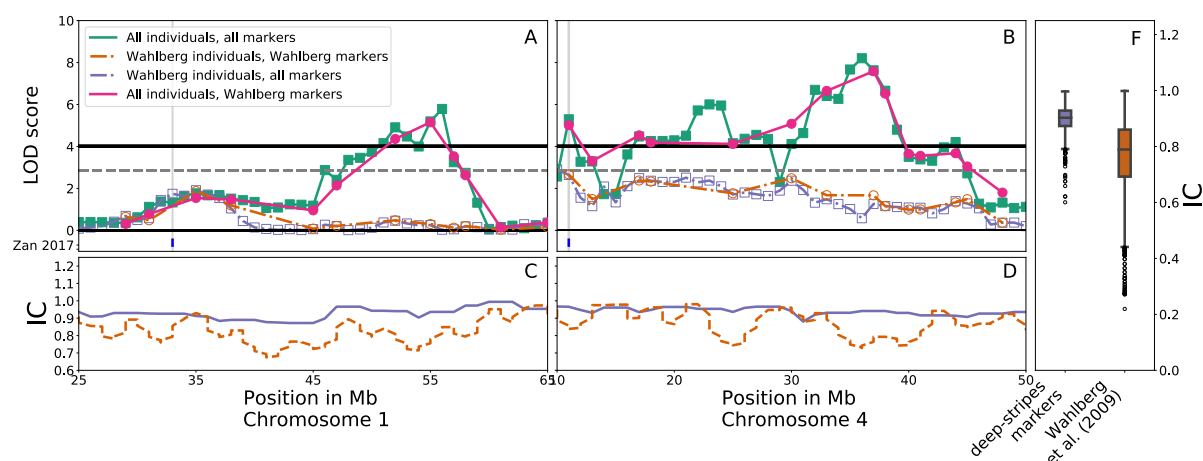 A
B
F
All individuals, all markers
Wahlberg individuals, Wahlberg markers
Wahlberg individuals, all markers
All individuals, Wahlberg markers
LOD score
10
8
6
4
2
0
Zan 2017
C
D
IC
1.2
1.1
1.0
0.9
0.8
0.7
0.6
25
35
45
55
65
10
20
30
40
50
Position in Mb
Chromosome 1
Position in Mb
Chromosome 4
1.2
1.0
0.8
0.6
0.4
0.2
0.0
IC
deep-stripes
markers
Wahlberg
et al. (2009)